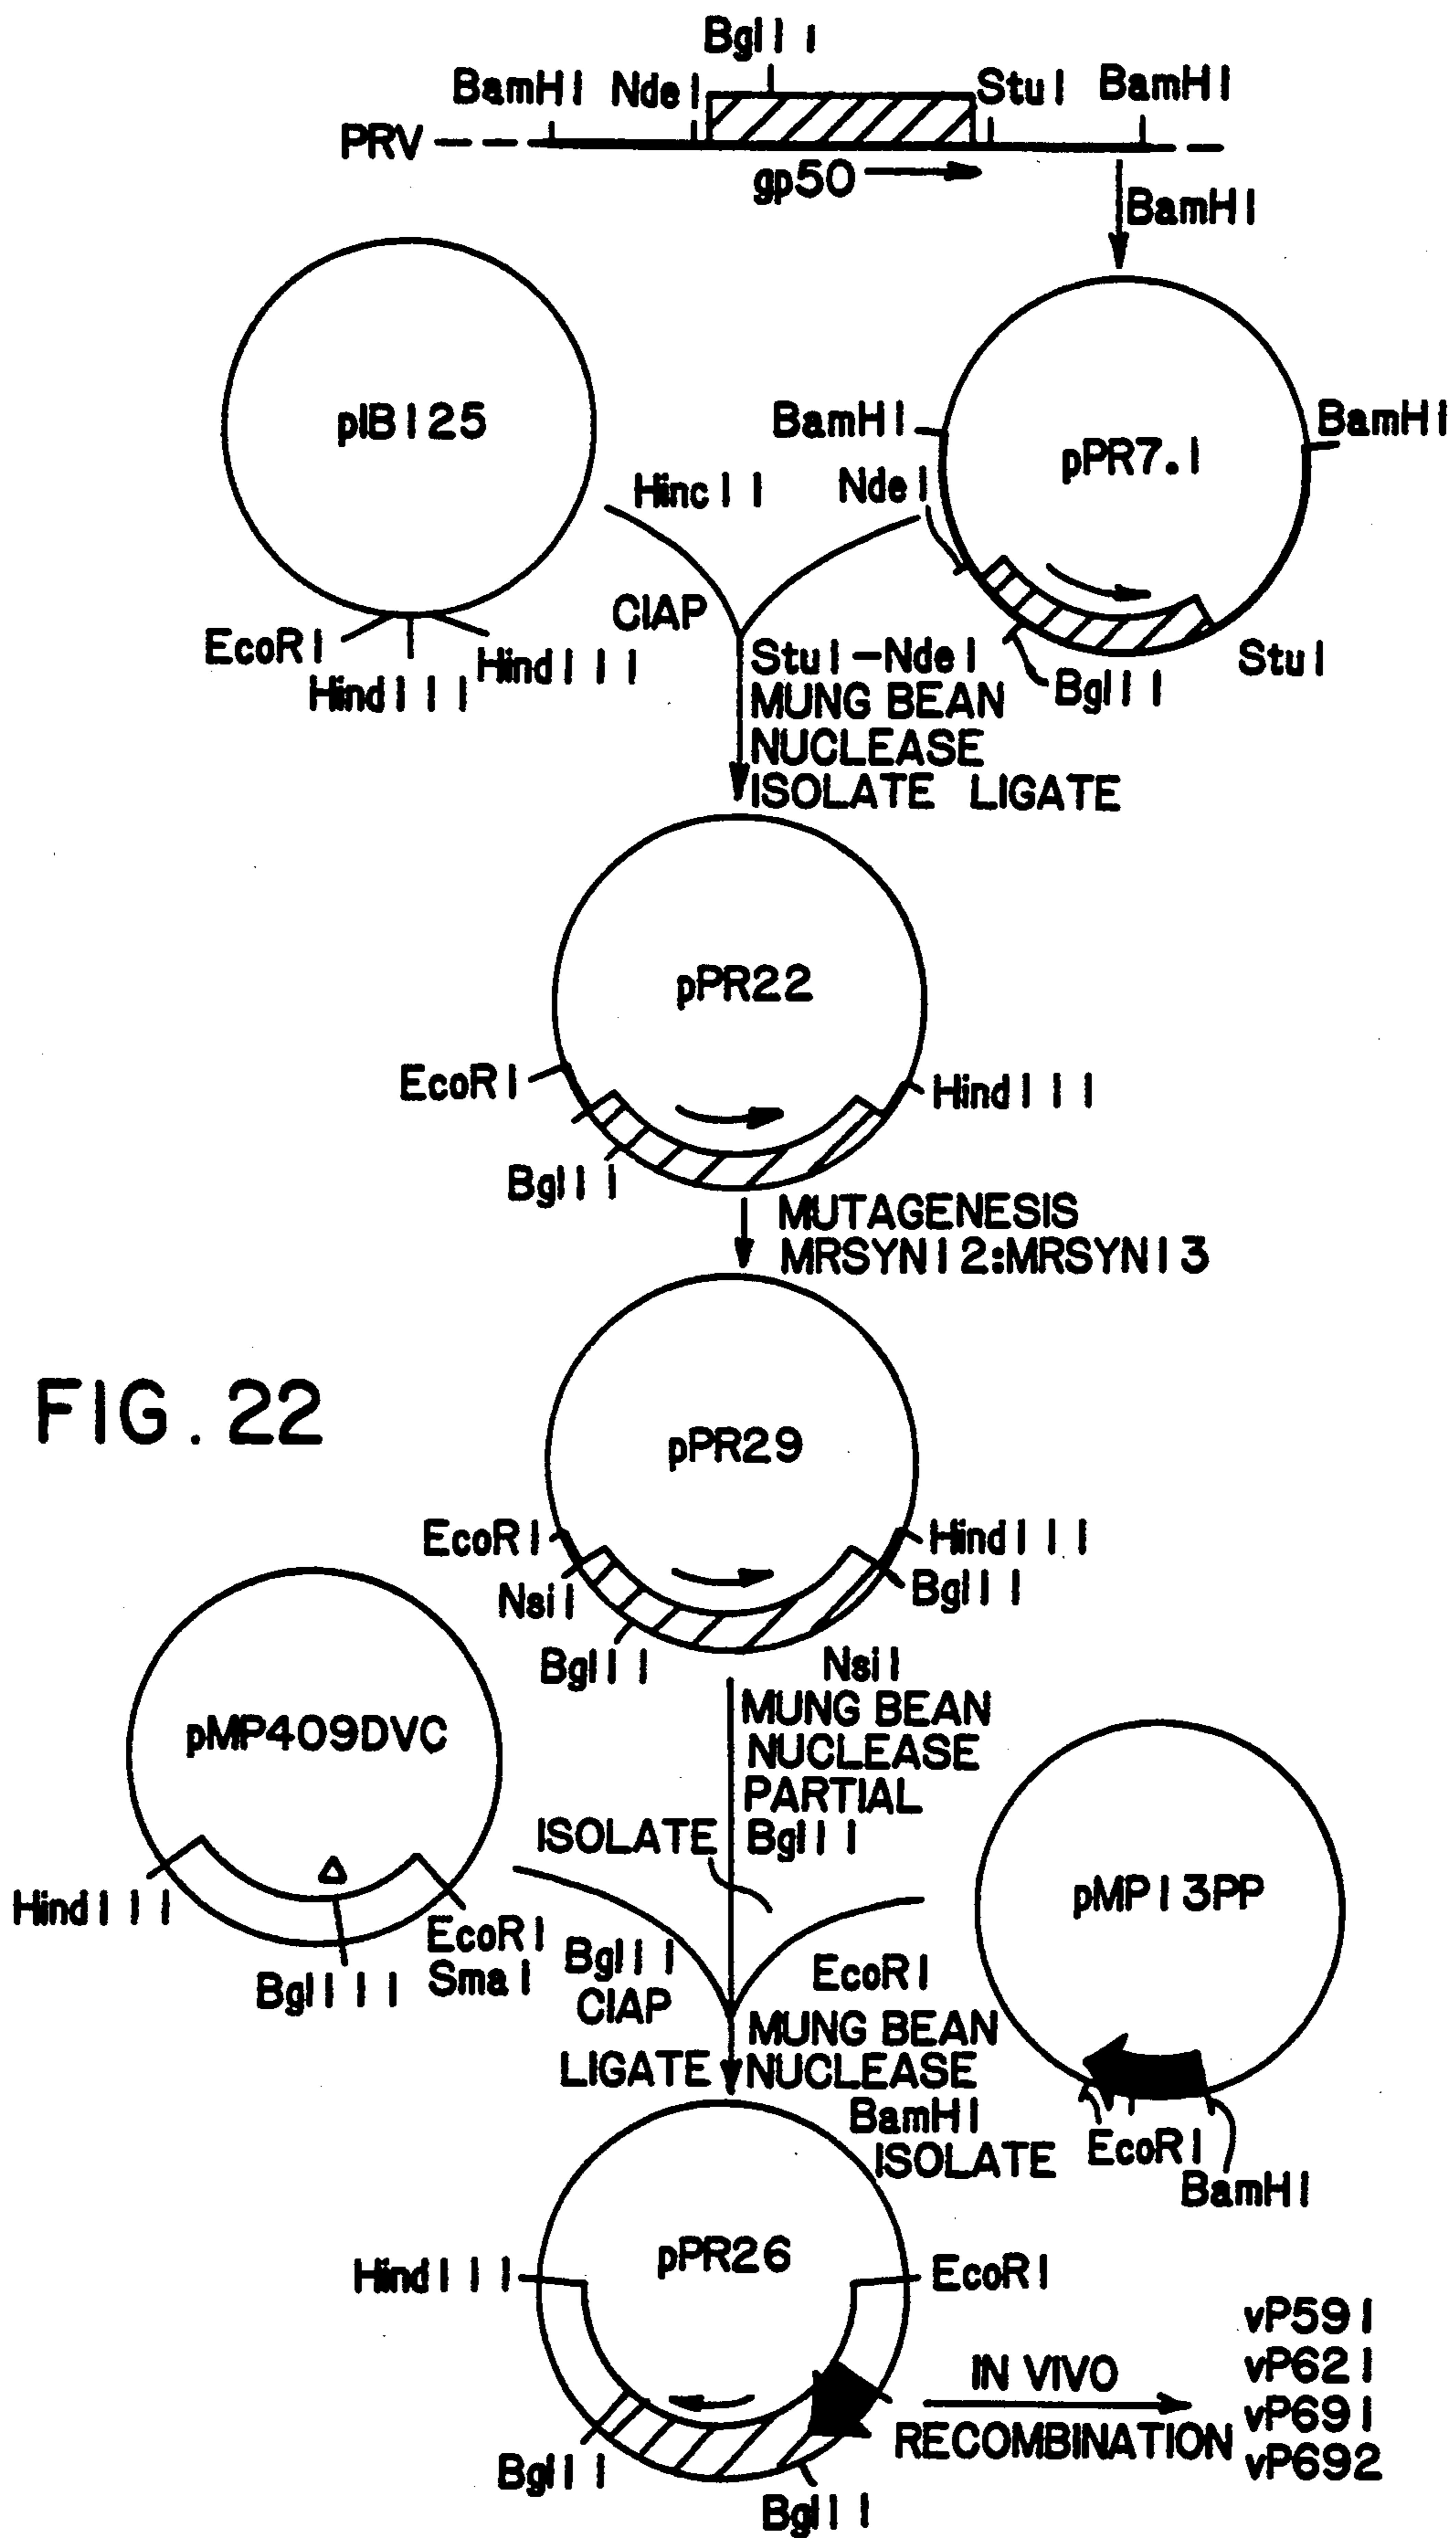 BglII
BamHI NdeI StuI BamHI
PRV
gp50
BamHI
pIBI25
BamHI
pPR7.1
BamHI
HincII
NdeI
CIAP
EcoRI
HindIII
HindIII
StuI-NdeI
MUNG BEAN
NUCLEASE
ISOLATE LIGATE
BglII
StuI
pPR22
EcoRI
HindIII
BglII
MUTAGENESIS
MRSYN12:MRSYN13
FIG. 22
pPR29
EcoRI
HindIII
NsiI
BglII
BglII
NsiI
MUNG BEAN
NUCLEASE
PARTIAL
BglII
ISOLATE
pMP409DVC
HindIII
Δ
BglIII
EcoRI
SmaI
BglII
CIAP
LIGATE
pMP13PP
EcoRI
MUNG BEAN
NUCLEASE
BamHI
ISOLATE
EcoRI
BamHI
pPR26
HindIII
EcoRI
BglII
BglII
IN VIVO
RECOMBINATION
vP591
vP621
vP691
vP692